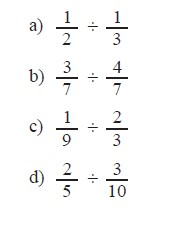 a) 1/2 ÷ 1/3
b) 3/7 ÷ 4/7
c) 1/9 ÷ 2/3
d) 2/5 ÷ 3/10